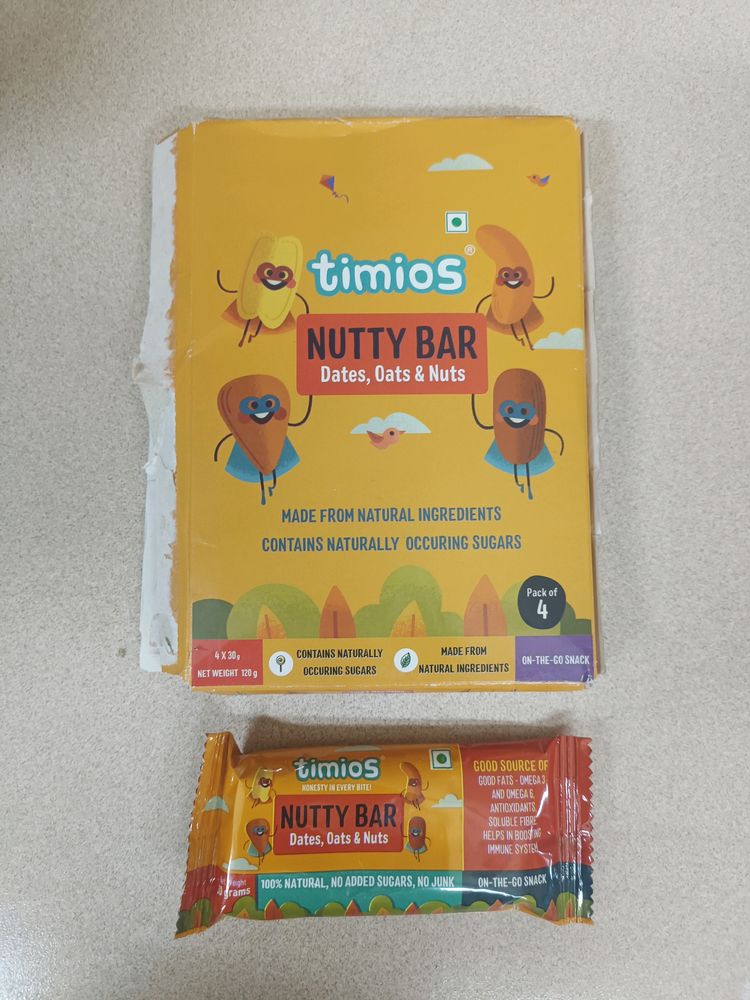 timios®
NUTTY BAR
Dates, Oats & Nuts
MADE FROM NATURAL INGREDIENTS
CONTAINS NATURALLY OCCURING SUGARS
Pack of
4
4 X 30g
NET WEIGHT 120 g
CONTAINS NATURALLY
OCCURING SUGARS
MADE FROM
NATURAL INGREDIENTS
ON-THE-GO SNACK
timios
HONESTY IN EVERY BITE!
NUTTY BAR
Dates, Oats & Nuts
GOOD SOURCE OF
GOOD FATS - OMEGA 3
AND OMEGA 6,
ANTIOXIDANTS
SOLUBLE FIBRE
HELPS IN BOOSTING
IMMUNE SYSTEM
Weight
grams
100% NATURAL, NO ADDED SUGARS, NO JUNK
ON-THE-GO SNACK